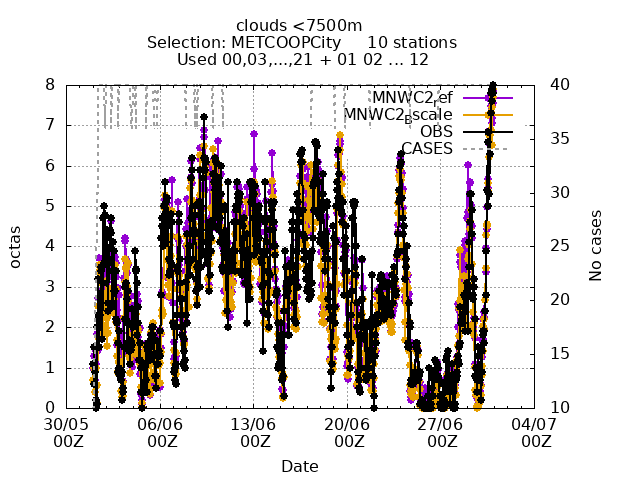 clouds <7500m
Selection: METCOOPCity 10 stations
Used 00,03,...,21 + 01 02 ... 12
8 40
MNWC2ref
7 MNWC2Bscale 35
OBS
6 CASES
5 30
octas 4 25 No cases
3 20
2
1 15
0 10
30/05 06/06 13/06 20/06 27/06 04/07
00Z 00Z 00Z 00Z 00Z 00Z
Date